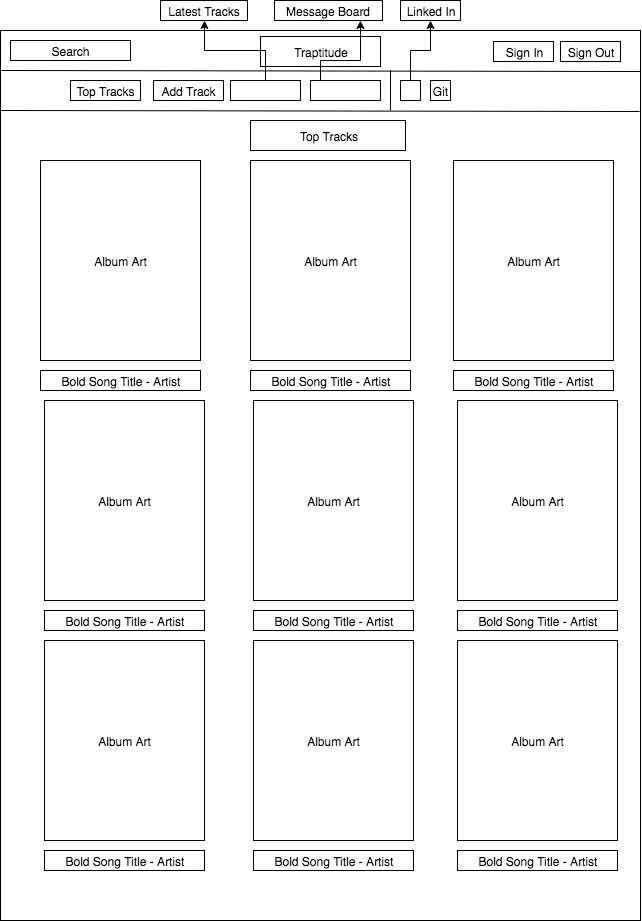 Latest Tracks
Message Board
Linked In
Search
Traptitude
Sign In
Sign Out
Top Tracks
Add Track
Git
Top Tracks
Album Art
Album Art
Album Art
Bold Song Title - Artist
Bold Song Title - Artist
Bold Song Title - Artist
Album Art
Album Art
Album Art
Bold Song Title - Artist
Bold Song Title - Artist
Bold Song Title - Artist
Album Art
Album Art
Album Art
Bold Song Title - Artist
Bold Song Title - Artist
Bold Song Title - Artist